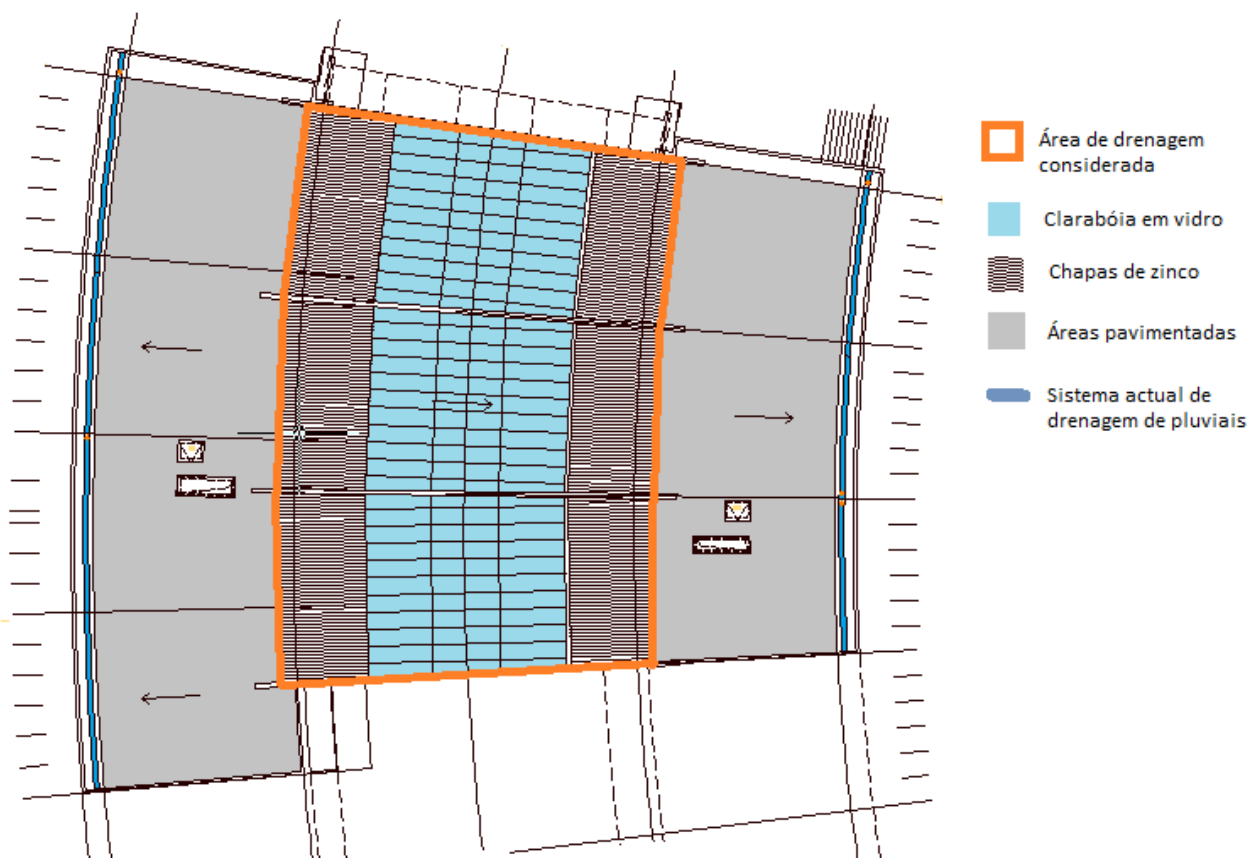 Área de drenagem
considerada
Clarabóia em vidro
Chapas de zinco
Áreas pavimentadas
Sistema actual de
drenagem de pluviais